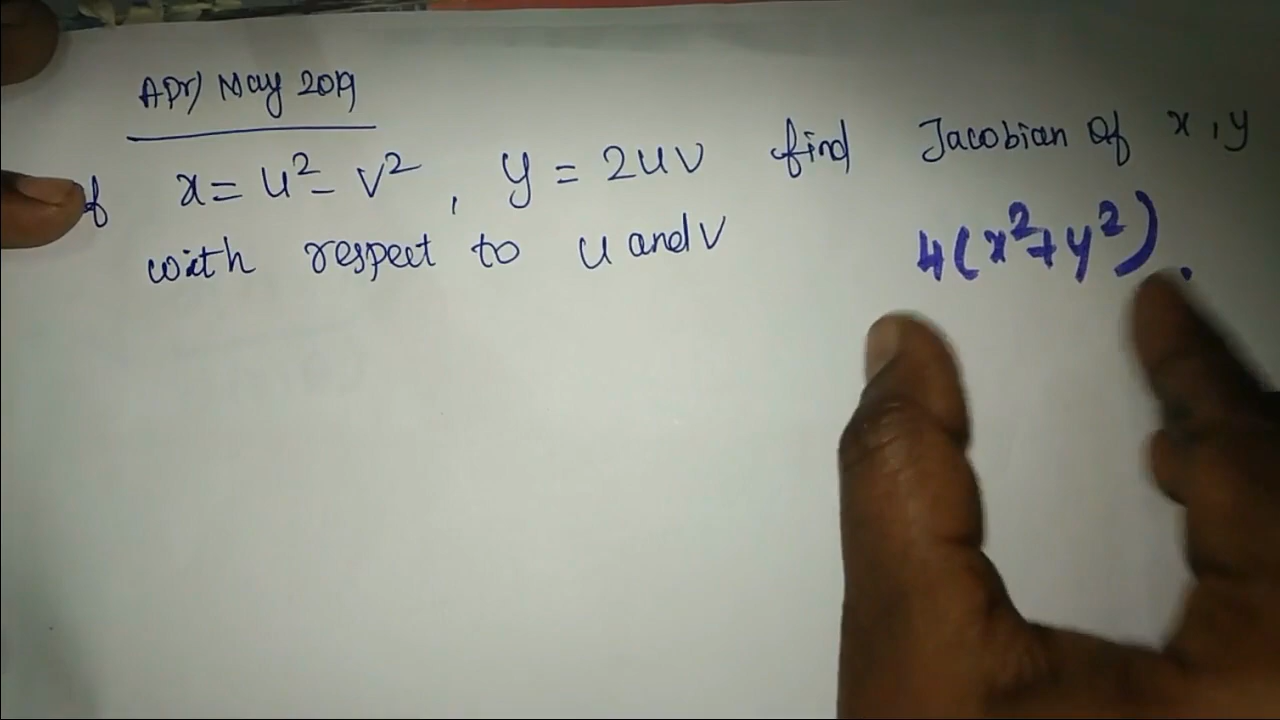 Apr/ May 2019
If x = u² - v² , y = 2uv find Jacobian of x, y
with respect to u and v
4(x²+y²).